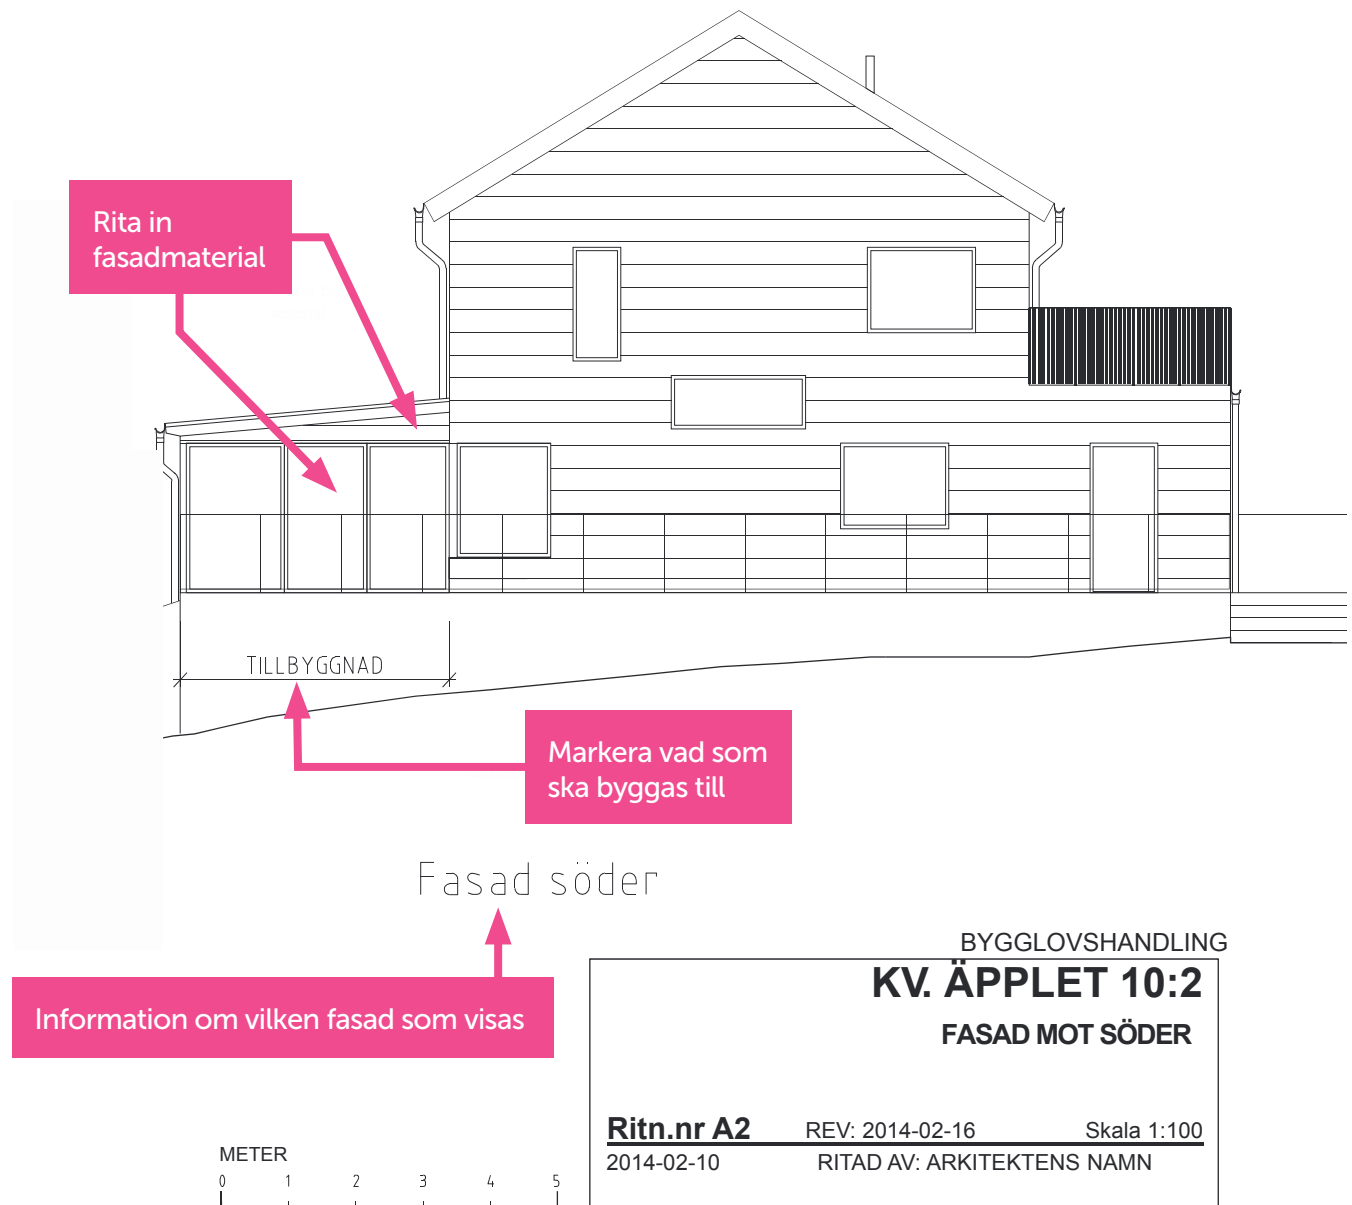 Rita in
fasadmaterial
TILLBYGGNAD
Markera vad som
ska byggas till
Fasad söder
Information om vilken fasad som visas
BYGGLOVSHANDLING
KV. ÄPPLET 10:2
FASAD MOT SÖDER
Ritn.nr A2 REV: 2014-02-16 Skala 1:100
2014-02-10 RITAD AV: ARKITEKTENS NAMN
METER
0 1 2 3 4 5